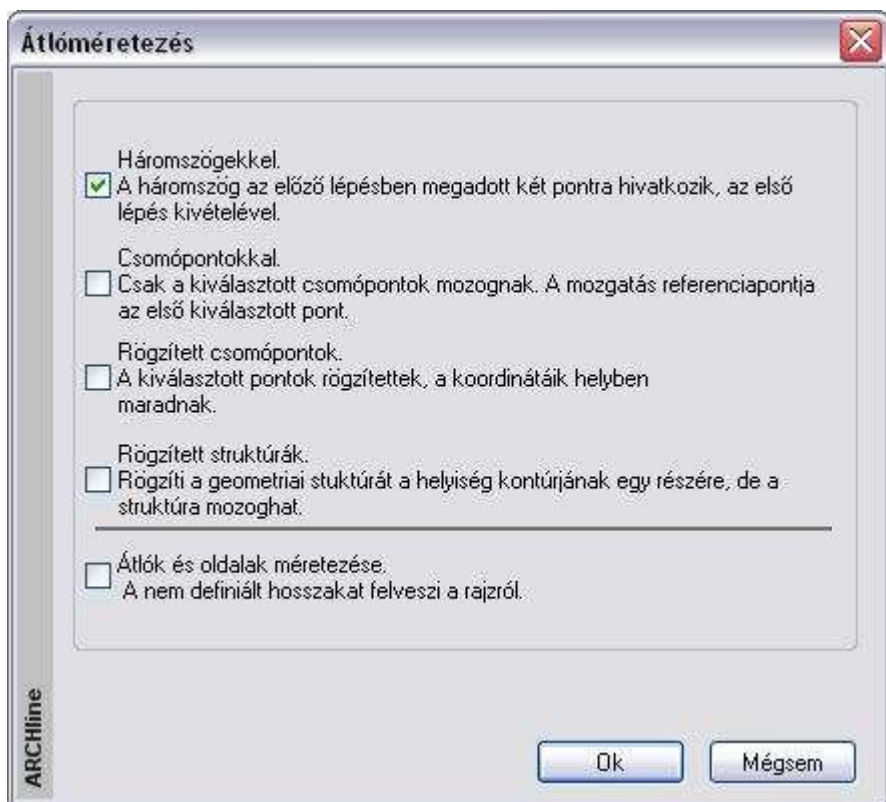 Átlóméretezés
Háromszögekkel.
A háromszög az előző lépésben megadott két pontra hivatkozik, az első
lépés kivételével.
Csomópontokkal.
Csak a kiválasztott csomópontok mozognak. A mozgatás referenciapontja
az első kiválasztott pont.
Rögzített csomópontok.
A kiválasztott pontok rögzítettek, a koordinátáik helyben
maradnak.
Rögzített struktúrák.
Rögzíti a geometriai stuktúrát a helyiség kontúrjának egy részére, de a
struktúra mozoghat.
Átlók és oldalak méretezése.
A nem definiált hosszakat felveszi a rajzról.
ARCHline
Ok
Mégsem